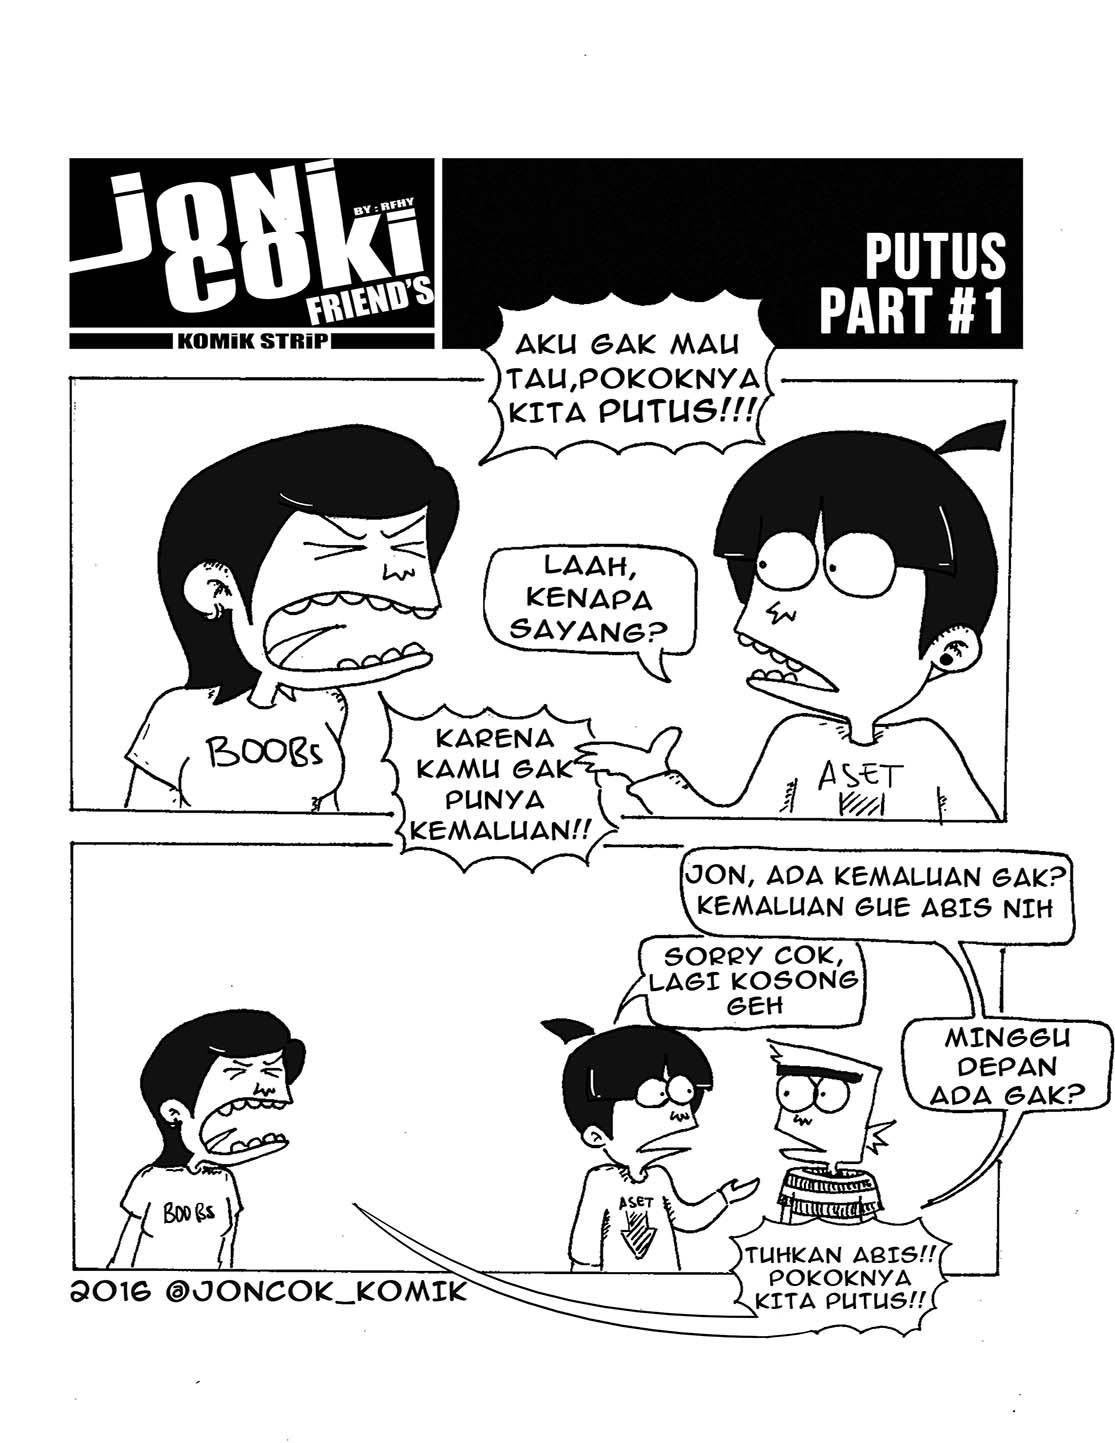 JONI
COKI
BY : RFHY
FRIEND'S
KOMiK STRiP
PUTUS
PART #1
AKU GAK MAU
TAU,POKOKNYA
KITA PUTUS!!!
LAAH,
KENAPA
SAYANG?
BOOBS
ASET
KARENA
KAMU GAK
PUNYA
KEMALUAN!!
JON, ADA KEMALUAN GAK?
KEMALUAN GUE ABIS NIH
SORRY COK,
LAGI KOSONG
GEH
MINGGU
DEPAN
ADA GAK?
BOOBS
ASET
TUHKAN ABIS!!
POKOKNYA
KITA PUTUS!!
2016 @JONCOK_KOMIK